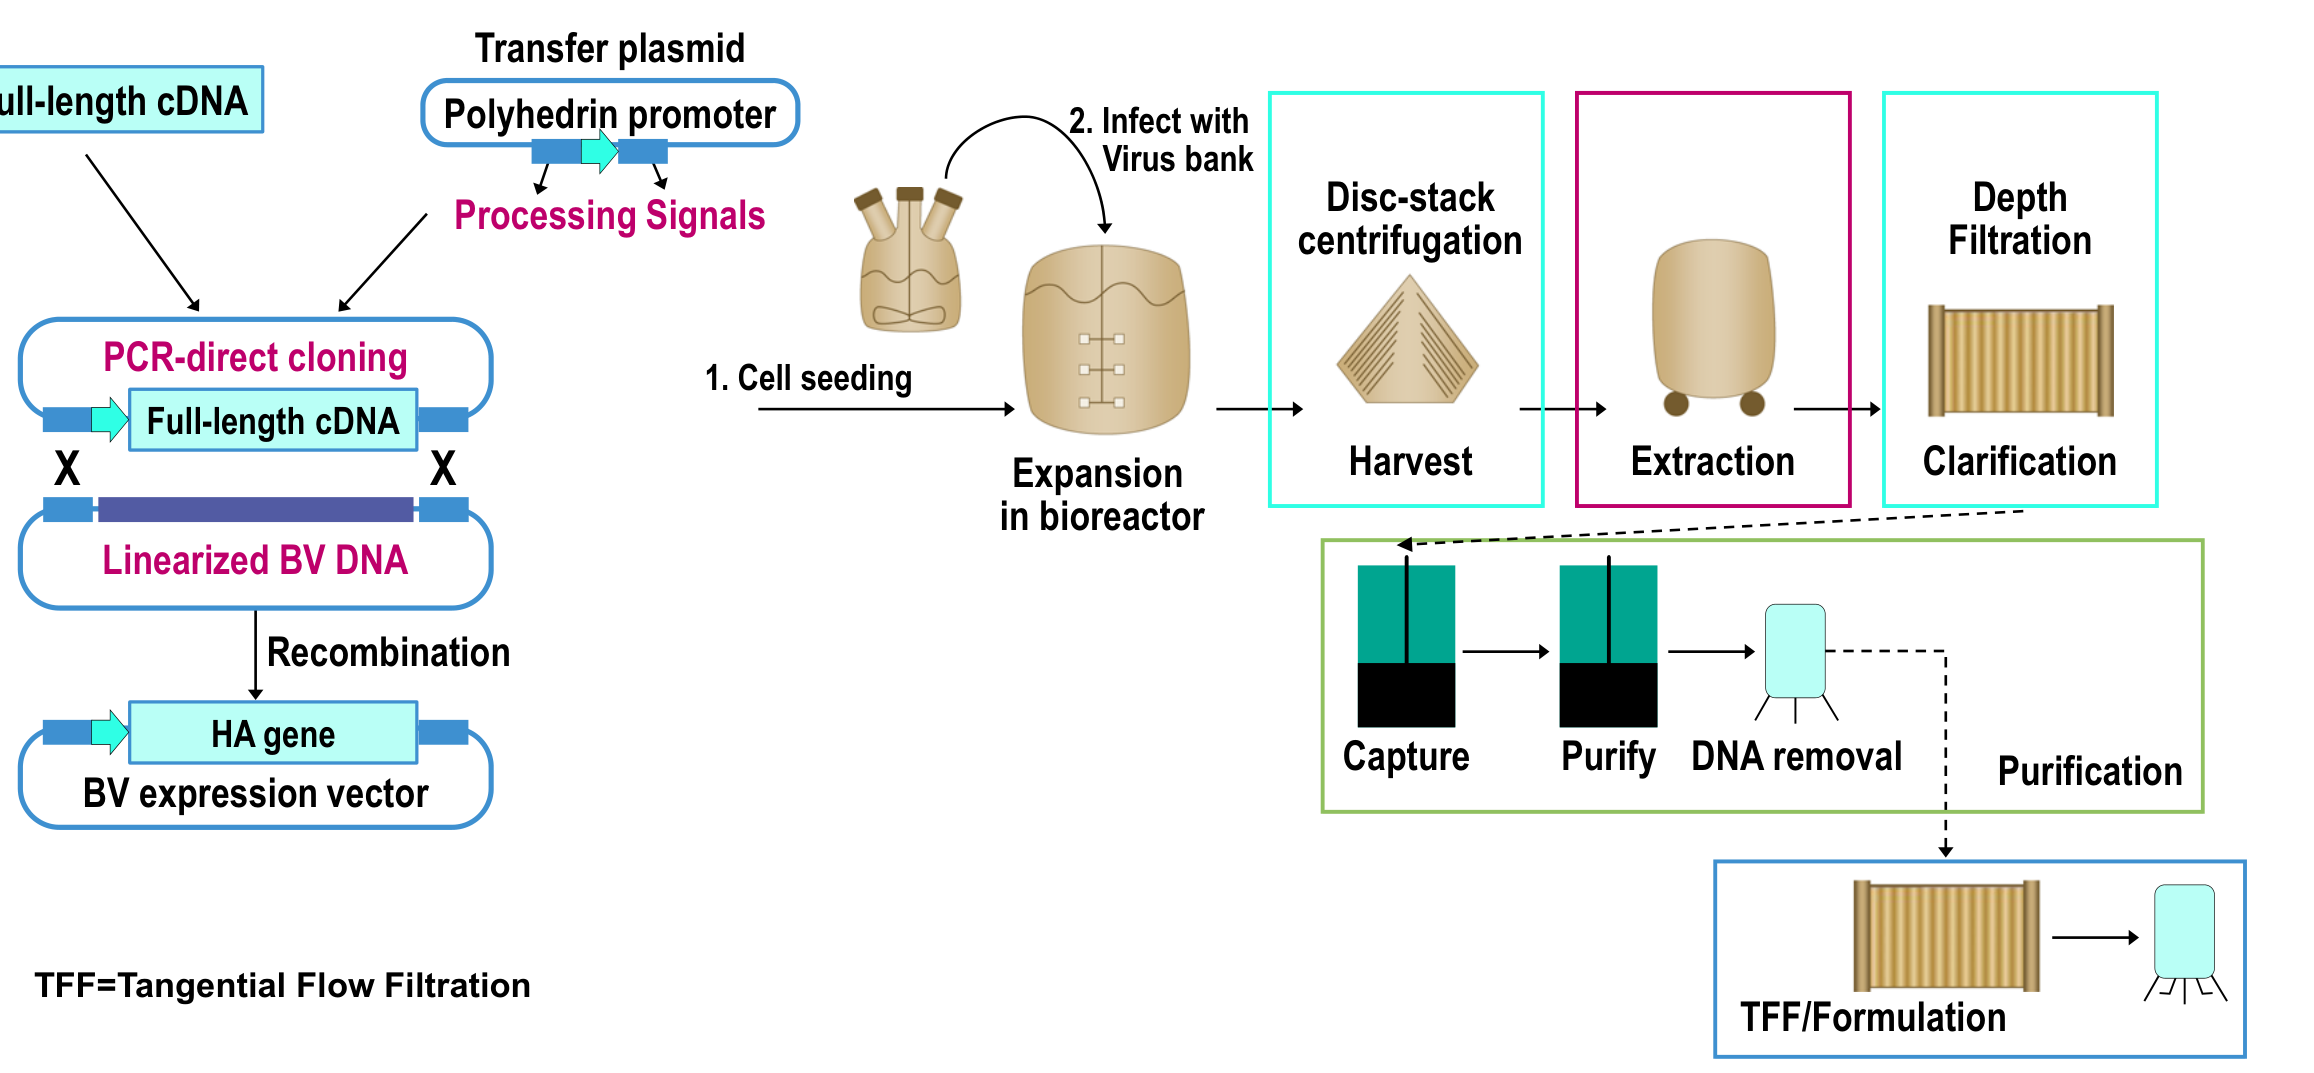 ull-length cDNA
Transfer plasmid
Polyhedrin promoter
Processing Signals
PCR-direct cloning
Full-length cDNA
X X
Linearized BV DNA
Recombination
HA gene
BV expression vector
TFF=Tangential Flow Filtration
1. Cell seeding
2. Infect with
Virus bank
Expansion
in bioreactor
Disc-stack
centrifugation
Harvest
Extraction
Depth
Filtration
Clarification
Capture
Purify
DNA removal
Purification
TFF/Formulation